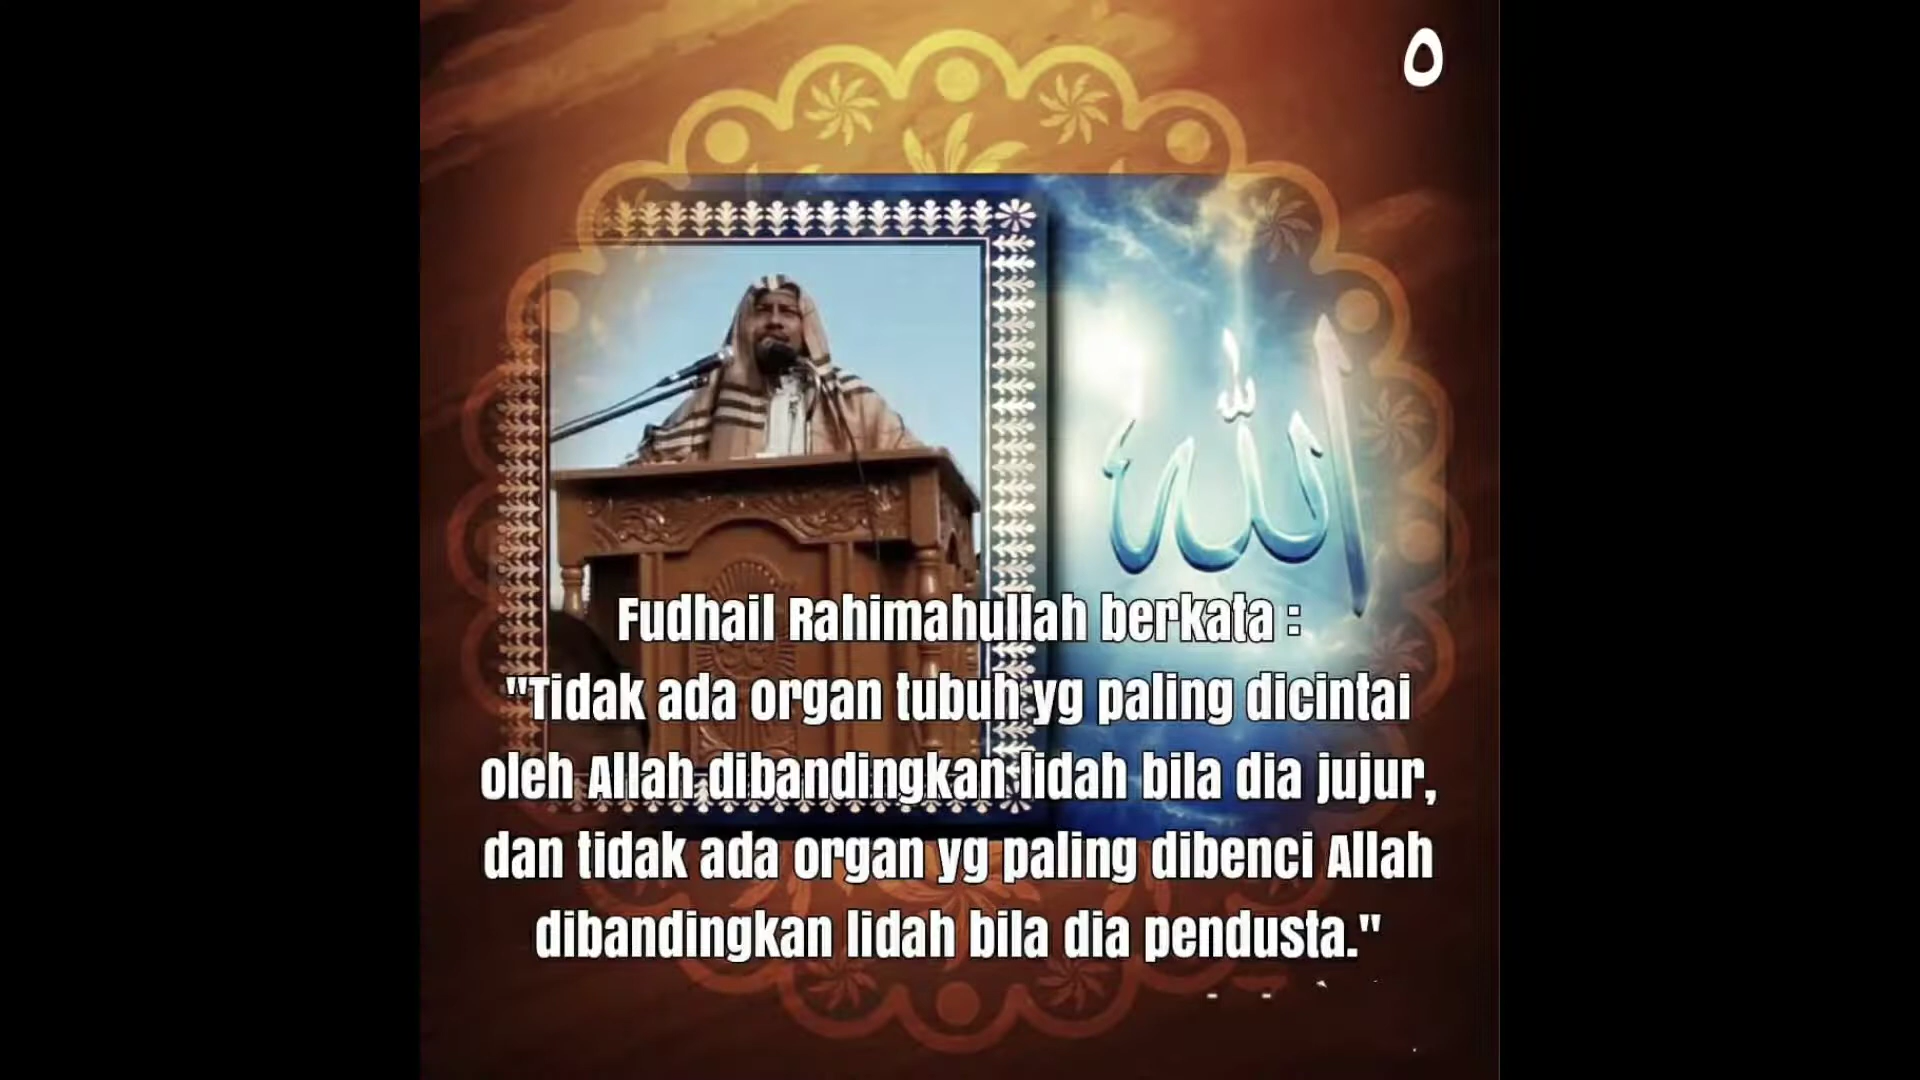 ٥
الله
Fudhail Rahimahullah berkata :
"Tidak ada organ tubuh yg paling dicintai
oleh Allah dibandingkan lidah bila dia jujur,
dan tidak ada organ yg paling dibenci Allah
dibandingkan lidah bila dia pendusta."